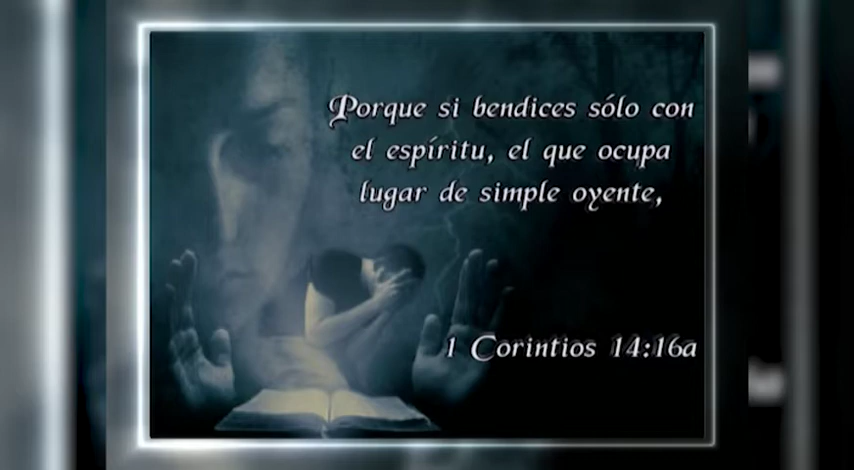 Porque si bendices sólo con
el espíritu, el que ocupa
lugar de simple oyente,
1 Corintios 14:16a